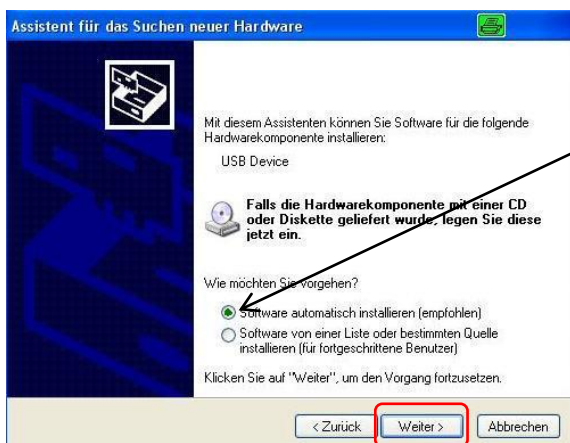 Assistent für das Suchen neuer Hardware
Mit diesem Assistenten können Sie Software für die folgende
Hardwarekomponente installieren:
USB Device
Falls die Hardwarekomponente mit einer CD
oder Diskette geliefert wurde, legen Sie diese
jetzt ein.
Wie möchten Sie vorgehen?
Software automatisch installieren (empfohlen)
Software von einer Liste oder bestimmten Quelle
installieren (für fortgeschrittene Benutzer)
Klicken Sie auf "Weiter", um den Vorgang fortzusetzen.
< Zurück Weiter > Abbrechen